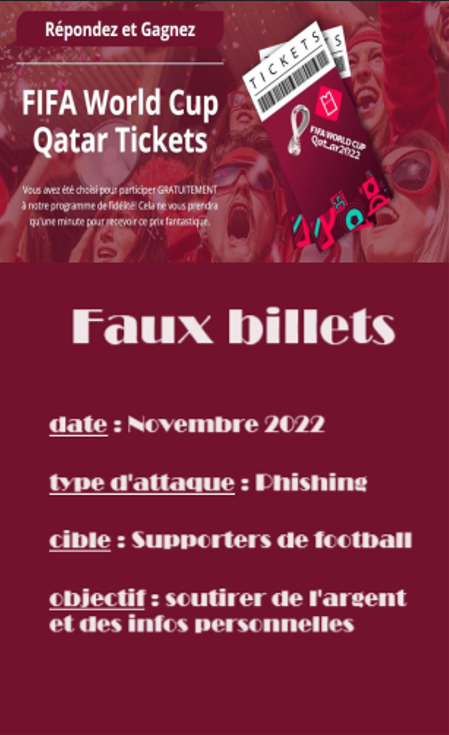 Répondez et Gagnez
TICKETS
S
FIFA World Cup
Qatar Tickets
FIFA WORLD CUP
Qatar2022
Vous avez été choisi pour participer GRATUITEMENT
à notre programme de fidélité! Cela ne vous prendra
qu'une minute pour recevoir ce prix fantastique.
Faux billets
date : Novembre 2022
type d'attaque : Phishing
cible : Supporters de football
objectif : soutirer de l'argent
et des infos personnelles